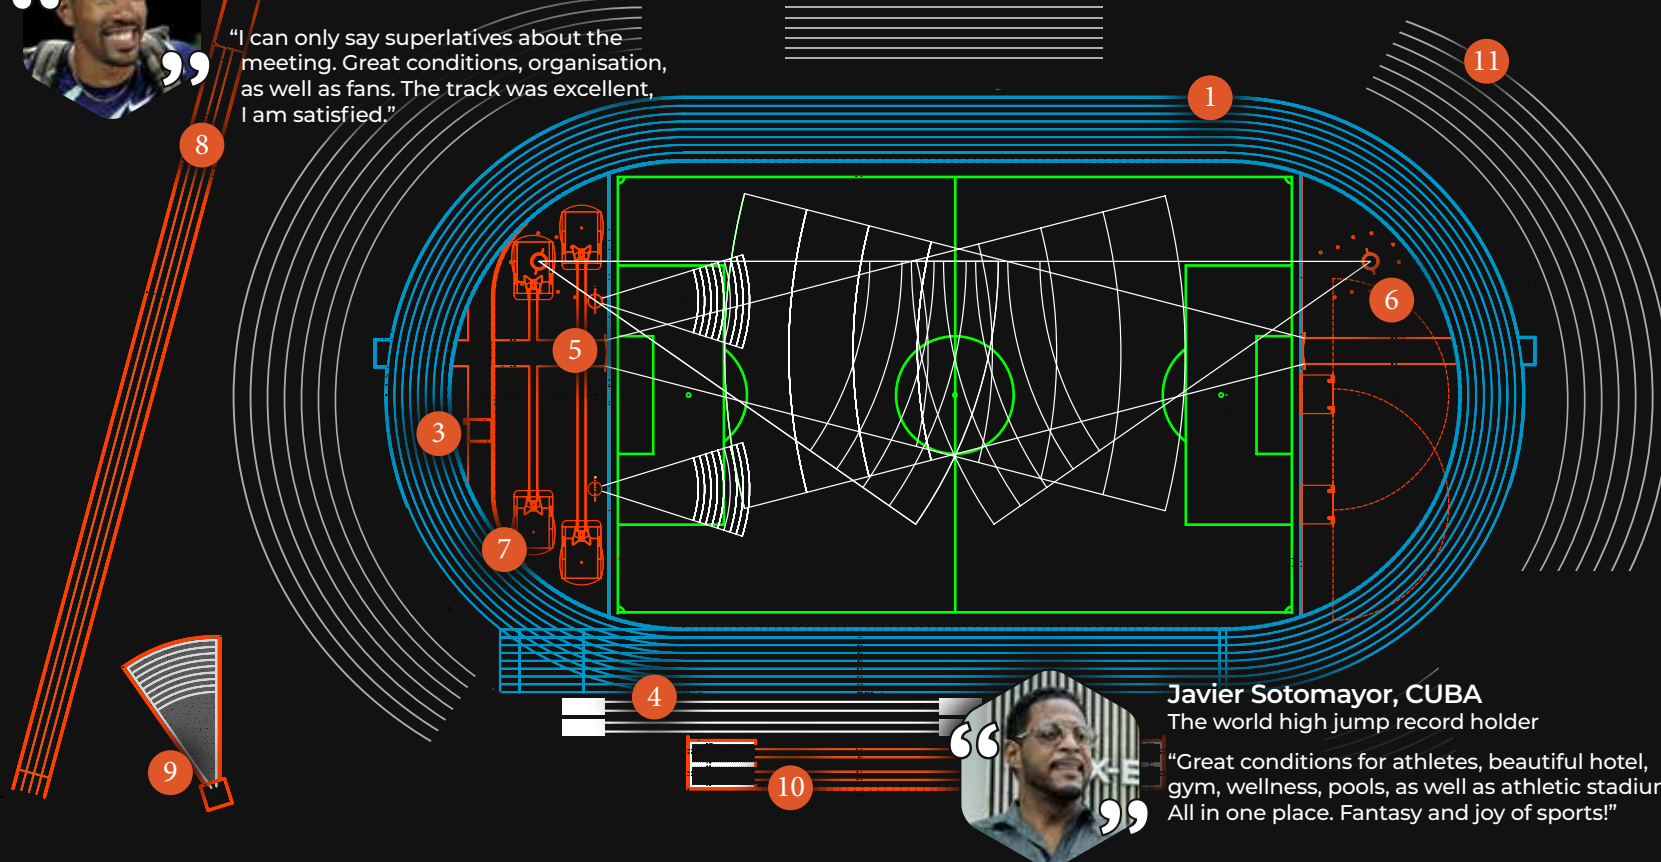 “I can only say superlatives about the
meeting. Great conditions, organisation,
as well as fans. The track was excellent,
I am satisfied.”
11
1
8
5
6
3
7
4
9
10
Javier Sotomayor, CUBA
The world high jump record holder
“Great conditions for athletes, beautiful hotel,
gym, wellness, pools, as well as athletic
All in one place. Fantasy and joy of sports!”
X-E